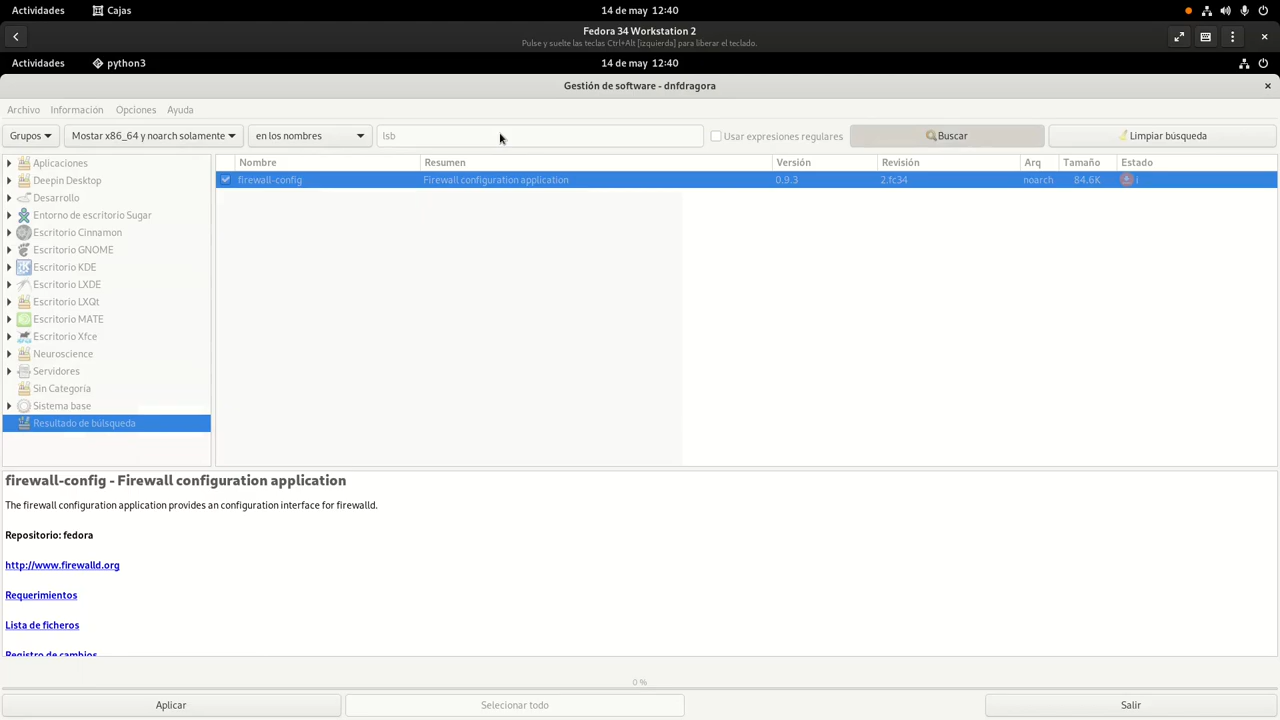 Actividades Cajas 14 de may 12:40
Fedora 34 Workstation 2
Pulse y suelte las teclas Ctrl+Alt [izquierda] para liberar el teclado.
Actividades python3 14 de may 12:40
Gestión de software - dnfdragora
Archivo Información Opciones Ayuda
Grupos Mostar x86_64 y noarch solamente en los nombres lsb Usar expresiones regulares Buscar Limpiar búsqueda
Nombre Resumen Versión Revisión Arq Tamaño Estado
firewall-config Firewall configuration application 0.9.3 2.fc34 noarch 84.6K i
Aplicaciones
Deepin Desktop
Desarrollo
Entorno de escritorio Sugar
Escritorio Cinnamon
Escritorio GNOME
Escritorio KDE
Escritorio LXDE
Escritorio LXQt
Escritorio MATE
Escritorio Xfce
Neuroscience
Servidores
Sin Categoría
Sistema base
Resultado de búlsqueda
firewall-config - Firewall configuration application
The firewall configuration application provides an configuration interface for firewalld.
Repositorio: fedora
http://www.firewalld.org
Requerimientos
Lista de ficheros
Registro de cambios
0 %
Aplicar Selecionar todo Salir